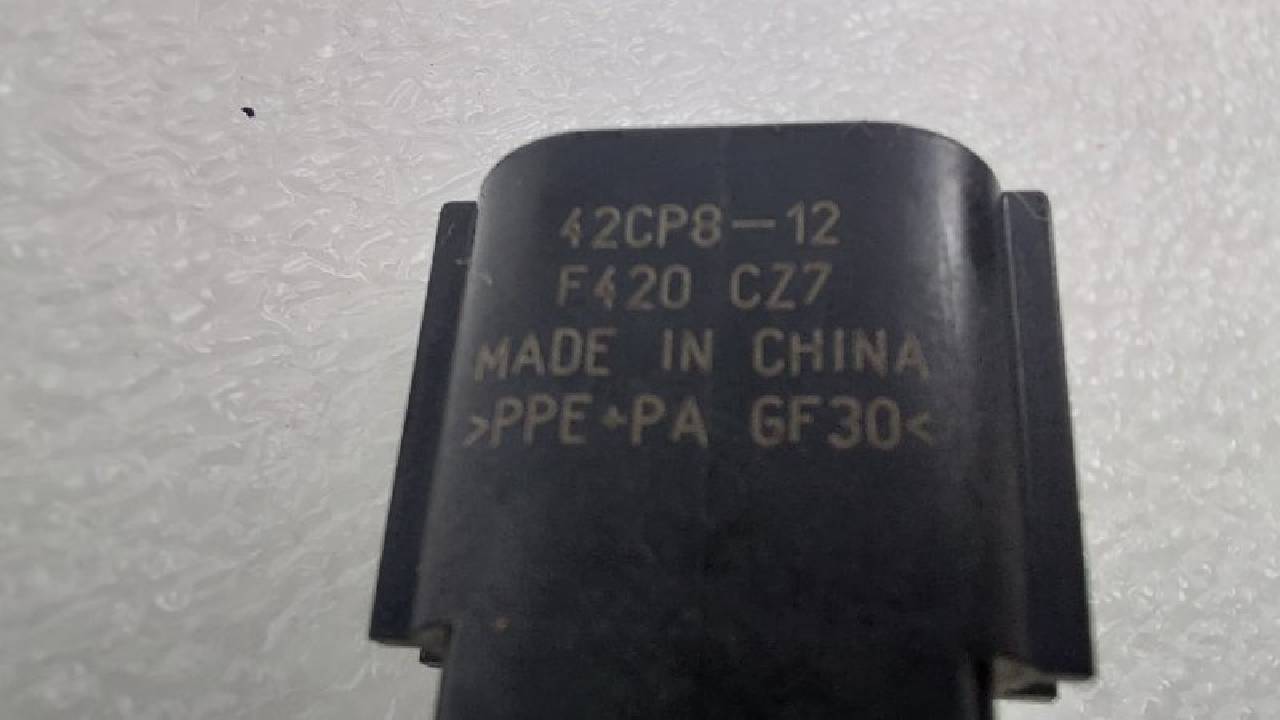 42CP8-12
F420 CZ7
MADE IN CHINA
>PPE+PA GF30<